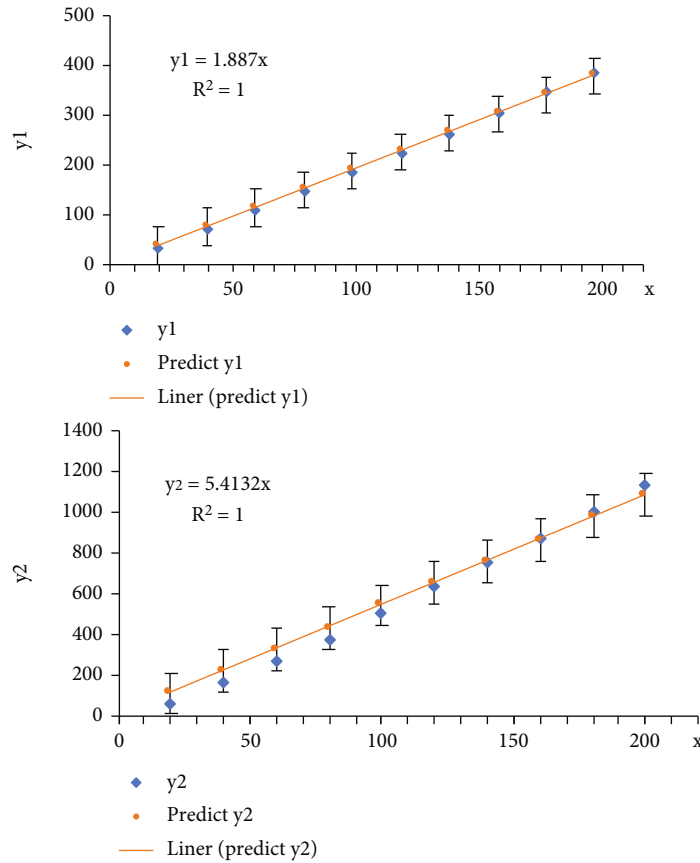 500
400
300
200
100
0
y1
y1 = 1.887x
R² = 1
0 50 100 150 200 x
y1
Predict y1
Liner (predict y1)
1400
1200
1000
800
600
400
200
0
y2
y2 = 5.4132x
R² = 1
0 50 100 150 200 x
y2
Predict y2
Liner (predict y2)